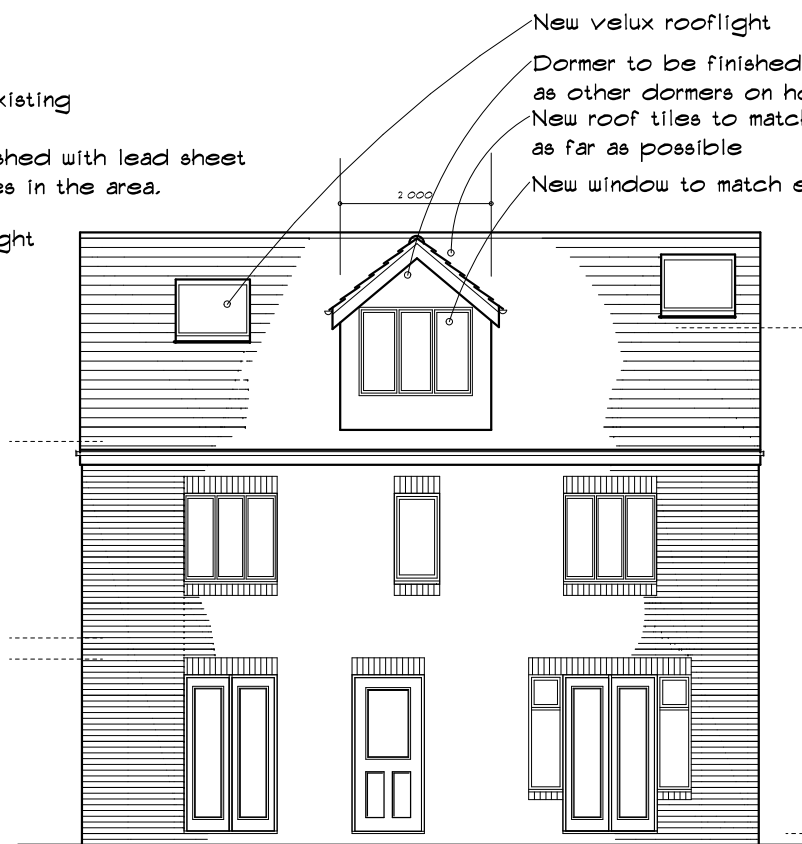 New velux rooflight
Dormer to be finished
as other dormers on
New roof tiles to match
as far as possible
New window to match
xisting
shed with lead sheet
es in the area.
ght
2 000